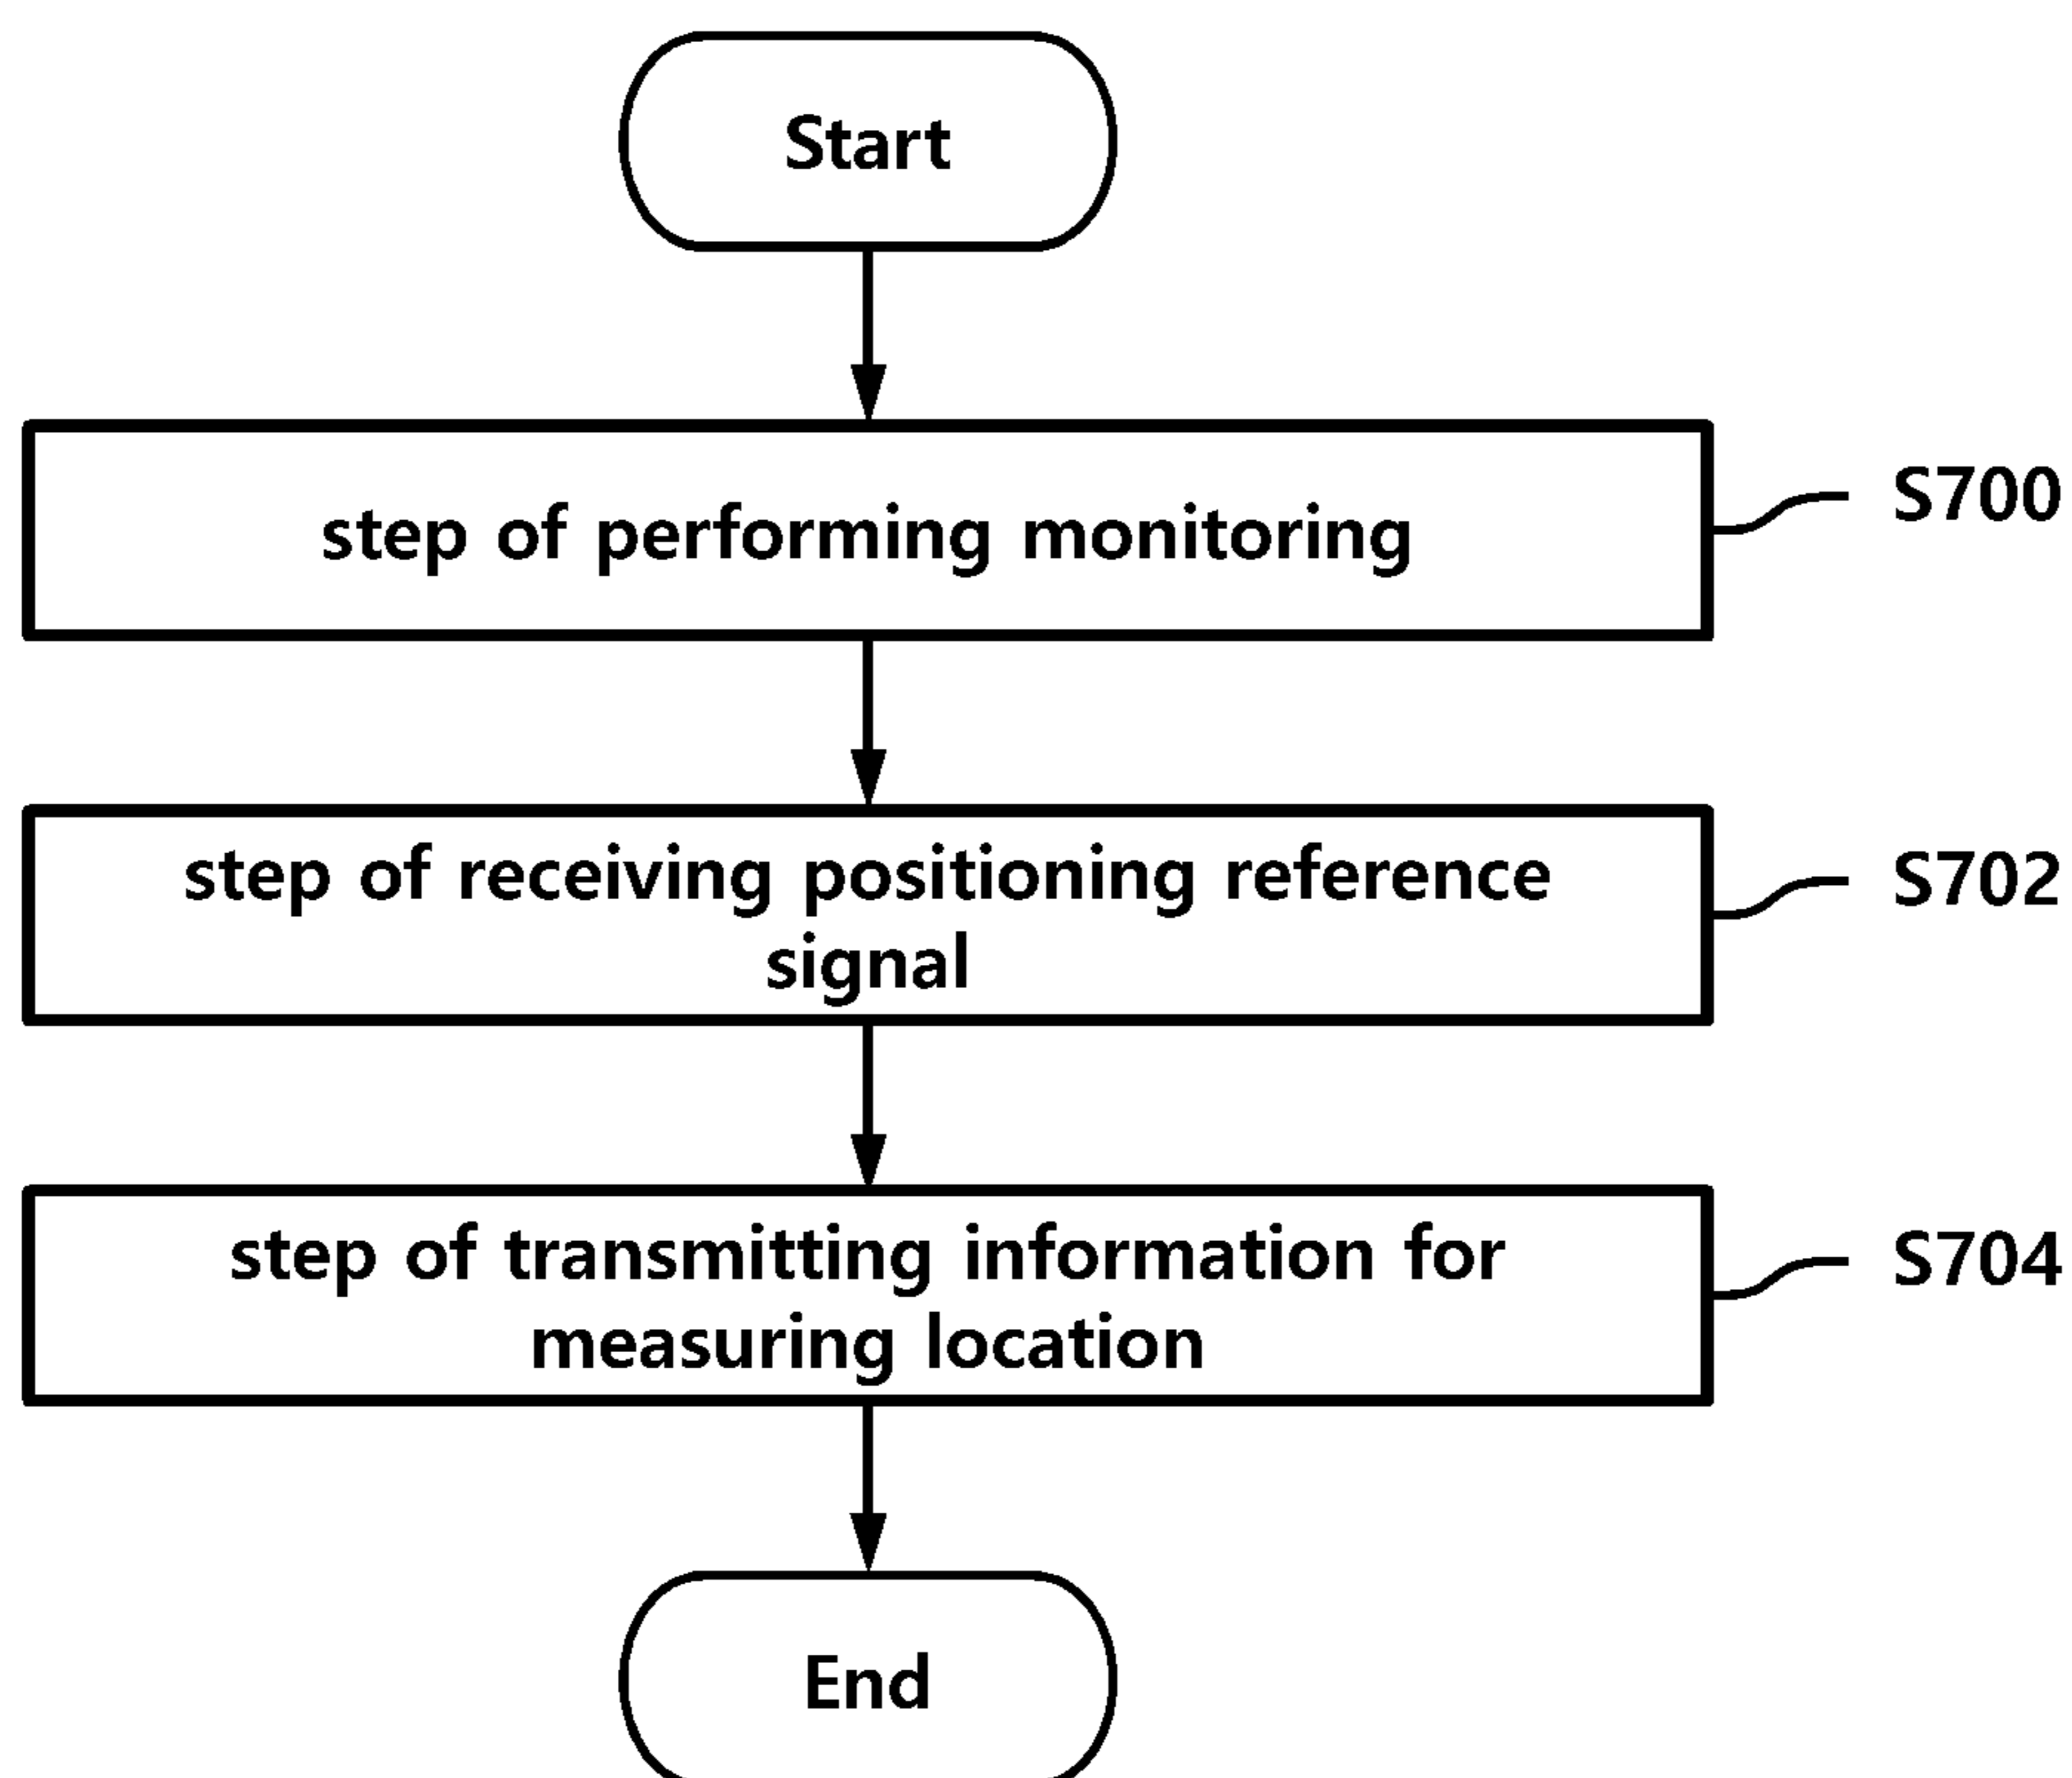 Start
step of performing monitoring
S700
step of receiving positioning reference
signal
S702
step of transmitting information for
measuring location
S704
End